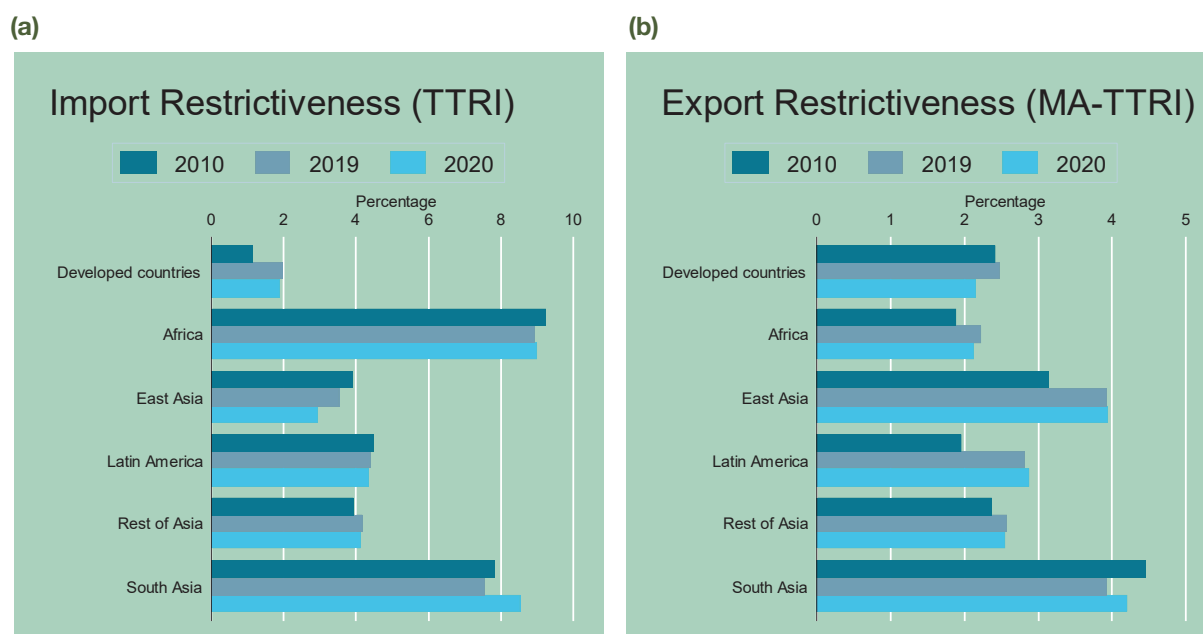 (a)
Import Restrictiveness (TTRI)
2010 2019 2020
Percentage
0 2 4 6 8 10
Developed countries
Africa
East Asia
Latin America
Rest of Asia
South Asia
(b)
Export Restrictiveness (MA-TTRI)
2010 2019 2020
Percentage
0 1 2 3 4 5
Developed countries
Africa
East Asia
Latin America
Rest of Asia
South Asia